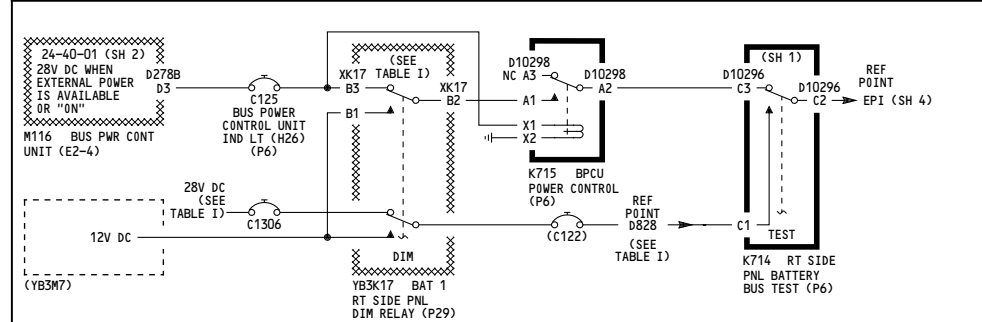 24-40-01 (SH 2)
28V DC WHEN
EXTERNAL POWER
IS AVAILABLE
OR "ON"
D278B
D3
M116 BUS PWR CONT
UNIT (E2-4)
C125
BUS POWER
CONTROL UNIT
IND LT (H26)
(P6)
(SEE
TABLE I)
XK17
B3
B1
XK17
B2
D10298
NC A3
D10298
A1
A2
X1
X2
K715 BPCU
POWER CONTROL
(P6)
(SH 1)
D10296
C3
D10296
C2
REF
POINT
EPI (SH 4)
28V DC
(SEE
TABLE I)
C1306
12V DC
(YB3M7)
DIM
YB3K17 BAT 1
RT SIDE PNL
DIM RELAY (P29)
(C122)
REF
POINT
D828
(SEE
TABLE I)
C1
TEST
K714 RT SIDE
PNL BATTERY
BUS TEST (P6)